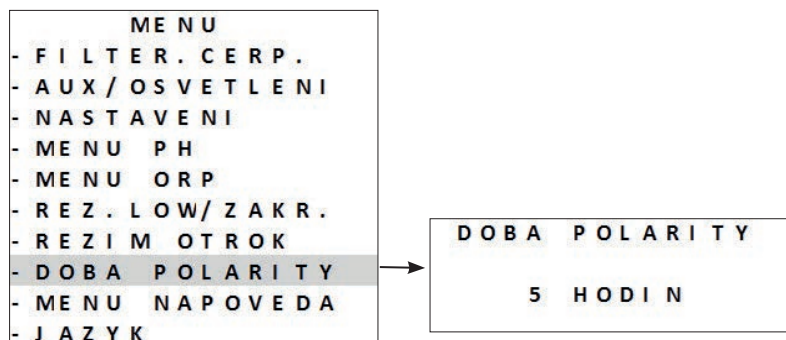 MENU
- FILTER. CERP.
- AUX/OSVETLENI
- NASTAVENI
- MENU PH
- MENU ORP
- REZ. LOW/ZAKR.
- REZIM OTROK
- DOBA POLARITY
- MENU NAPOVEDA
- JAZYK
DOBA POLARITY
5 HODIN